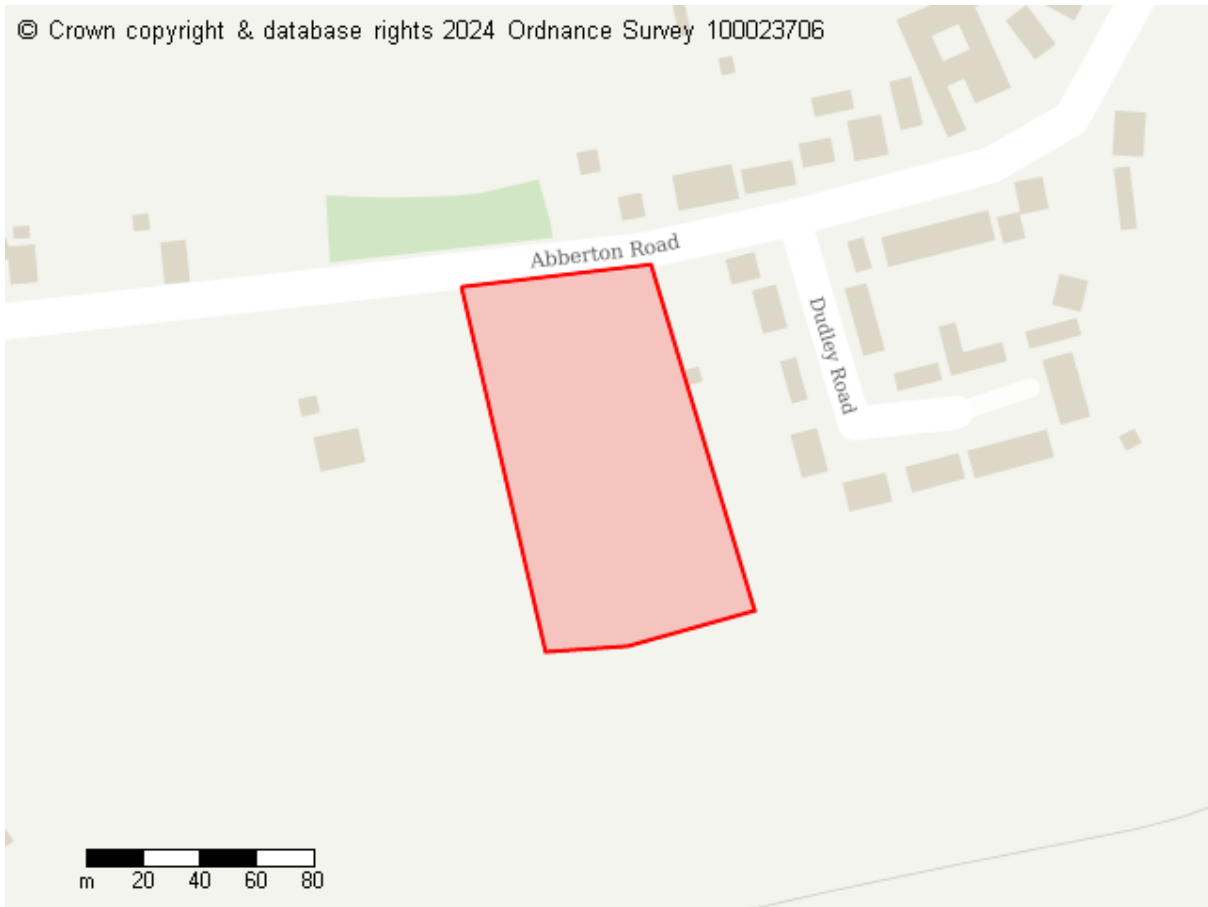 © Crown copyright & database rights 2024 Ordnance Survey 100023706
Abberton Road
Dudley Road
m 20 40 60 80